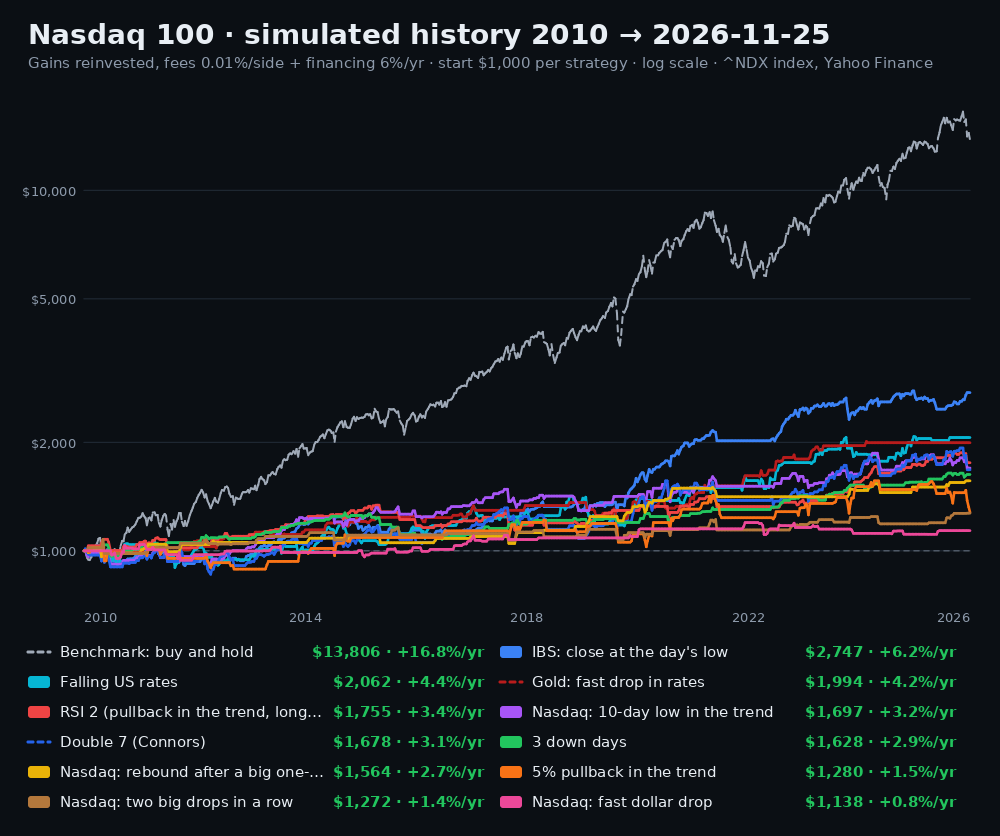 Nasdaq 100 · simulated history 2010 → 2026-11-25
Gains reinvested, fees 0.01%/side + financing 6%/yr · start $1,000 per strategy · log scale · ^NDX index, Yahoo Finance
$10,000
$5,000
$2,000
$1,000
2010 2014 2018 2022 2026
Benchmark: buy and hold $13,806 · +16.8%/yr IBS: close at the day's low $2,747 · +6.2%/yr
Falling US rates $2,062 · +4.4%/yr Gold: fast drop in rates $1,994 · +4.2%/yr
RSI 2 (pullback in the trend, long... $1,755 · +3.4%/yr Nasdaq: 10-day low in the trend $1,697 · +3.2%/yr
Double 7 (Connors) $1,678 · +3.1%/yr 3 down days $1,628 · +2.9%/yr
Nasdaq: rebound after a big one-... $1,564 · +2.7%/yr 5% pullback in the trend $1,280 · +1.5%/yr
Nasdaq: two big drops in a row $1,272 · +1.4%/yr Nasdaq: fast dollar drop $1,138 · +0.8%/yr